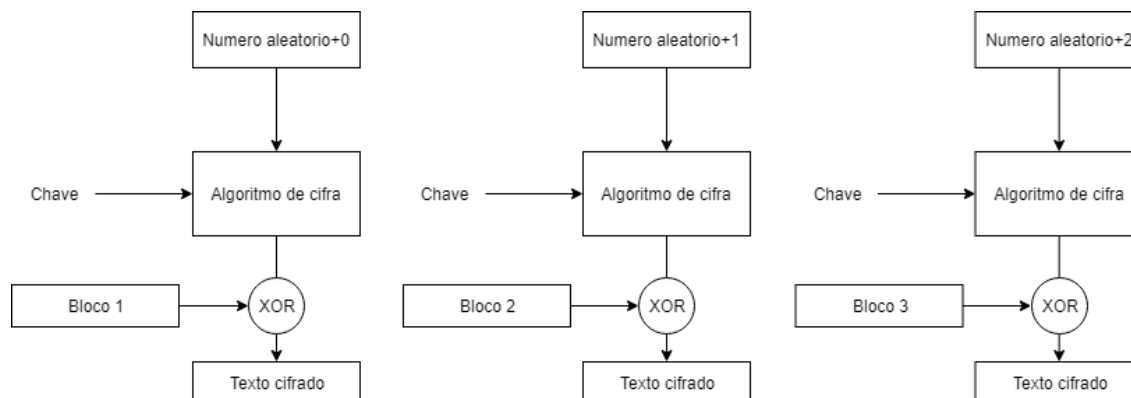 Numero aleatorio+0
Numero aleatorio+1
Numero aleatorio+2
Chave
Algoritmo de cifra
Chave
Algoritmo de cifra
Chave
Algoritmo de cifra
Bloco 1
XOR
Bloco 2
XOR
Bloco 3
XOR
Texto cifrado
Texto cifrado
Texto cifrado